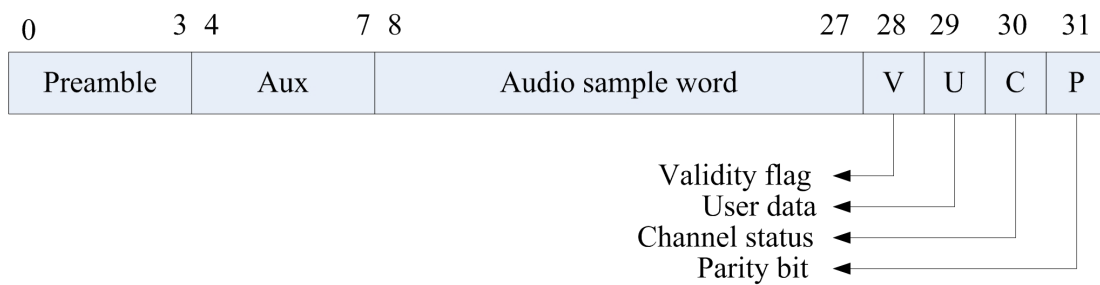 0 3 4 7 8 27 28 29 30 31
Preamble Aux Audio sample word V U C P
Validity flag
User data
Channel status
Parity bit